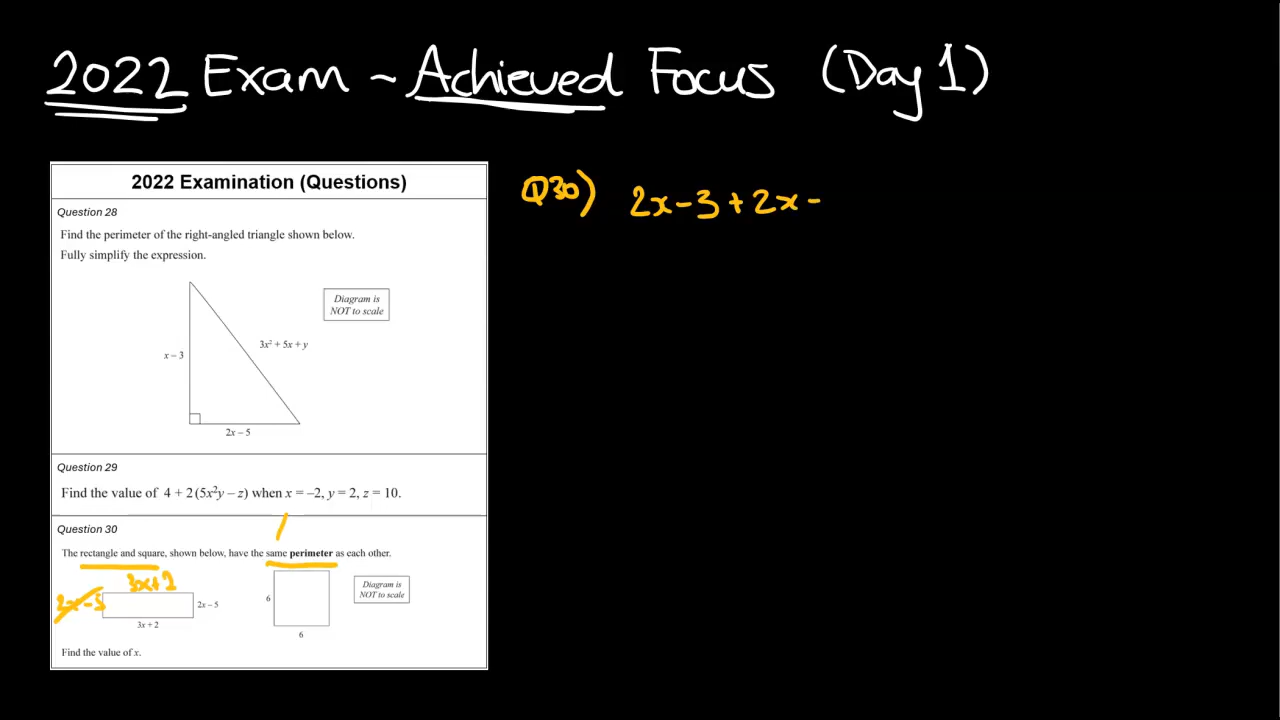 2022 Exam ~ Achieved Focus (Day 1)
2022 Examination (Questions)
Question 28
Find the perimeter of the right-angled triangle shown below.
Fully simplify the expression.
Diagram is
NOT to scale
3x² + 5x + y
x – 3
2x – 5
Question 29
Find the value of 4 + 2(5x²y – z) when x = –2, y = 2, z = 10.
Question 30
The rectangle and square, shown below, have the same perimeter as each other.
3x+2
2x-5
2x – 5
3x + 2
6
6
Diagram is
NOT to scale
Find the value of x.
Q30) 2x - 3 + 2x -